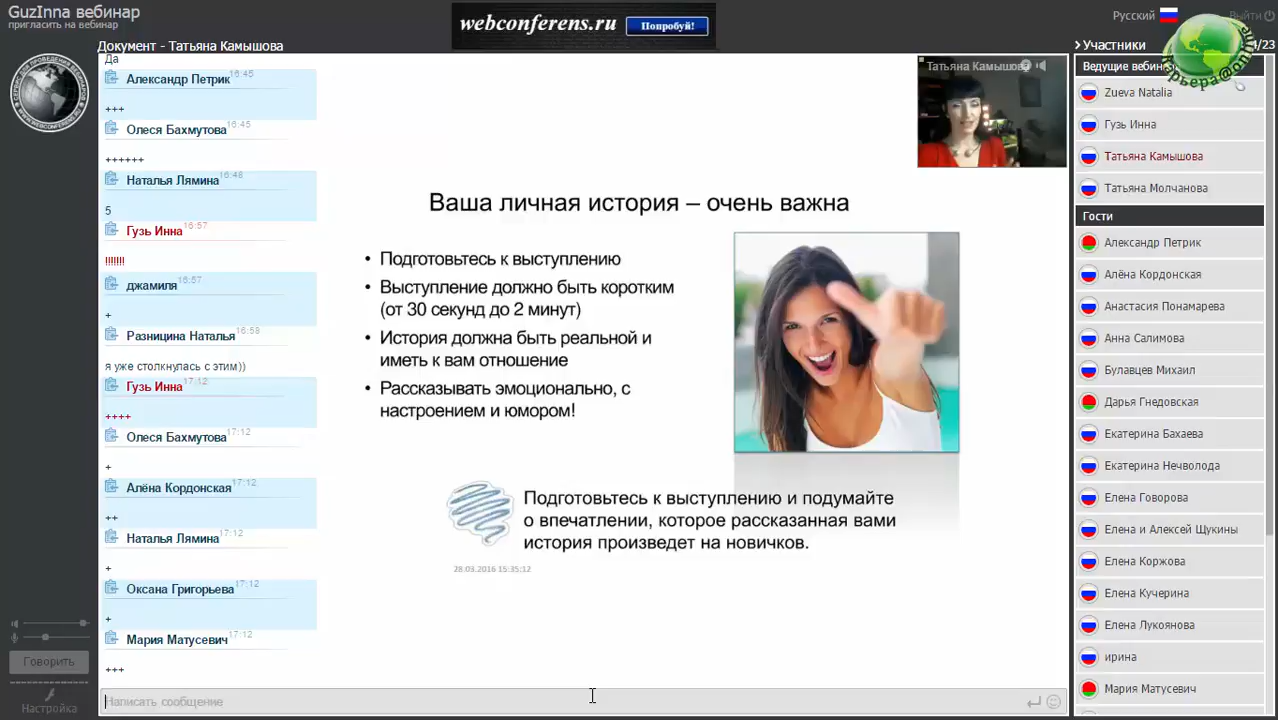 GuzInna вебинар
пригласить на вебинар
webconferens.ru
Попробуй!
Русский
Выйти
Документ - Татьяна Камышова
Да
Александр Петрик 16:45
+++
Олеся Бахмутова 16:45
++++++
Наталья Лямина 16:48
5
Гузь Инна 16:57
!!!!!!!
джамиля 16:57
+
Разницина Наталья 16:59
я уже столкнулась с этим))
Гузь Инна 17:12
++++
Олеся Бахмутова 17:12
+
Алёна Кордонская 17:12
++
Наталья Лямина 17:12
+
Оксана Григорьева 17:12
+
Мария Матусевич 17:12
+++
Написать сообщение
Говорить
Настройка
Татьяна Камышова
Ваша личная история – очень важна
• Подготовьтесь к выступлению
• Выступление должно быть коротким
(от 30 секунд до 2 минут)
• История должна быть реальной и
иметь к вам отношение
• Рассказывать эмоционально, с
настроением и юмором!
Подготовьтесь к выступлению и подумайте
о впечатлении, которое рассказанная вами
история произведет на новичков.
28.03.2016 15:35:12
Участники
/23
Ведущие
Zueva Natalia
Гузь Инна
Татьяна Камышова
Татьяна Молчанова
Гости
Александр Петрик
Алёна Кордонская
Анастасия Понамарева
Анна Салимова
Булавцев Михаил
Дарья Гнедовская
Екатерина Бахаева
Екатерина Нечволода
Елена Говорова
Елена и Алексей Щукины
Елена Коржова
Елена Кучерина
Елена Лукоянова
ирина
Мария Матусевич